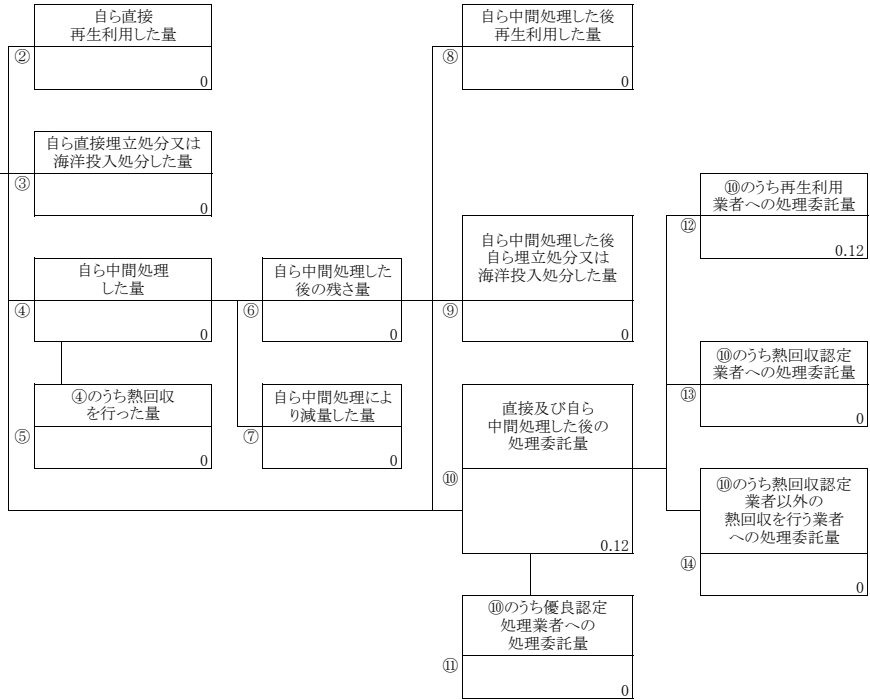 自ら直接
再生利用した量
②
0
自ら直接埋立処分又は
海洋投入処分した量
③
0
自ら中間処理
した量
④
0
④のうち熱回収
を行った量
⑤
0
自ら中間処理した
後の残さ量
⑥
0
自ら中間処理によ
り減量した量
⑦
0
自ら中間処理した後
再生利用した量
⑧
0
自ら中間処理した後
自ら埋立処分又は
海洋投入処分した量
⑨
0
直接及び自ら
中間処理した後の
処理委託量
⑩
0.12
⑩のうち優良認定
処理業者への
処理委託量
⑪
0
⑩のうち再生利用
業者への処理委託量
⑫
0.12
⑩のうち熱回収認定
業者への処理委託量
⑬
0
⑩のうち熱回収認定
業者以外の
熱回収を行う業者
への処理委託量
⑭
0